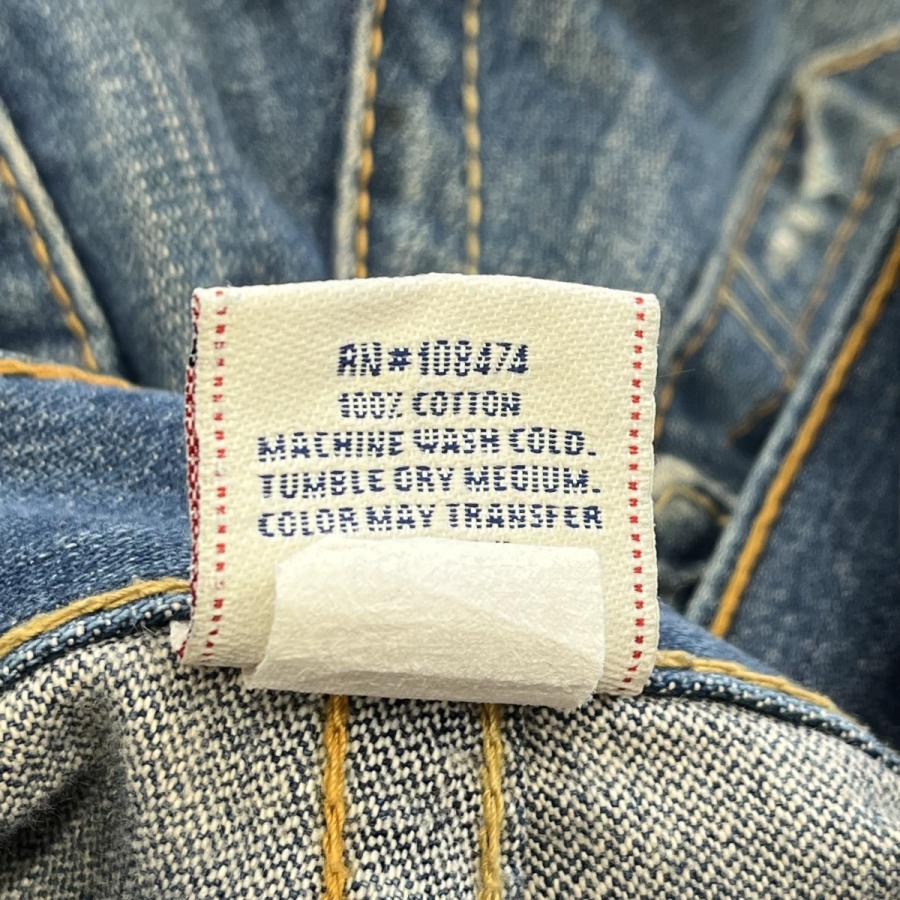 RN#108474
100% COTTON
MACHINE WASH COLD.
TUMBLE DRY MEDIUM.
COLOR MAY TRANSFER